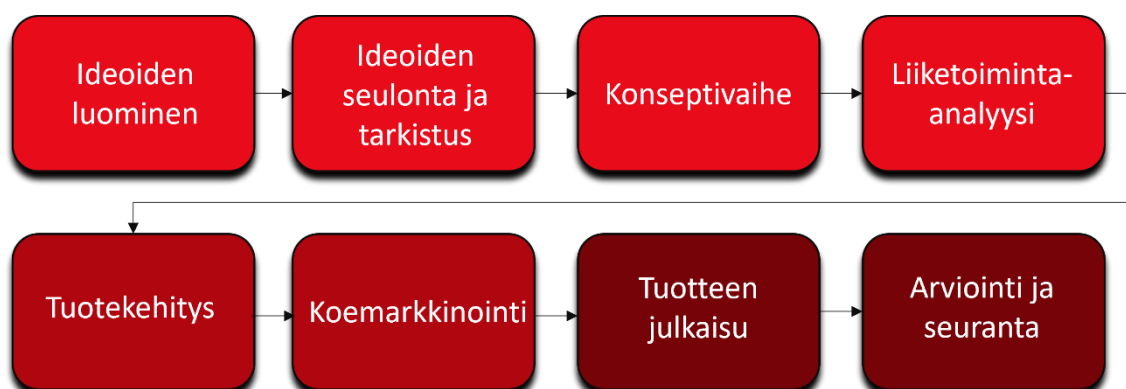 Ideoiden
luominen
Ideoiden
seulonta ja
tarkistus
Konseptivaihe
Liiketoiminta-
analyysi
Tuotekehitys
Koemarkkinointi
Tuotteen
julkaisu
Arviointi ja
seuranta